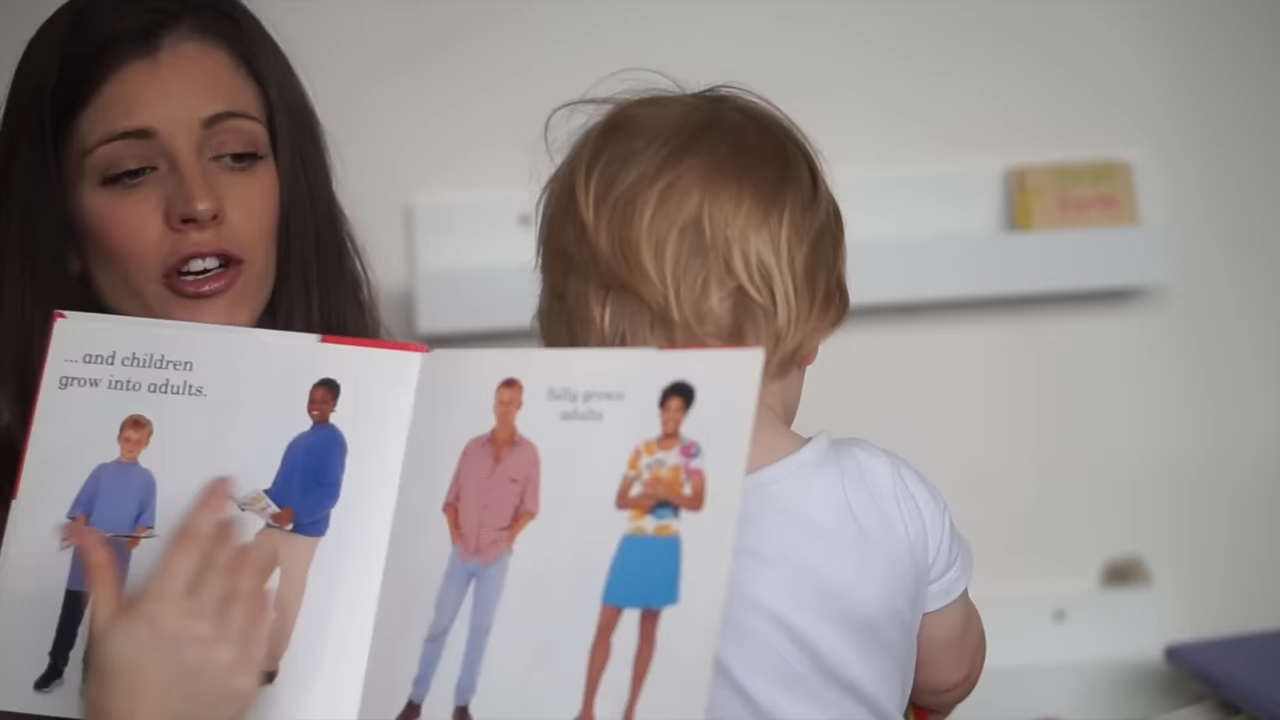 ... and children
grow into adults.
fully grown
adults